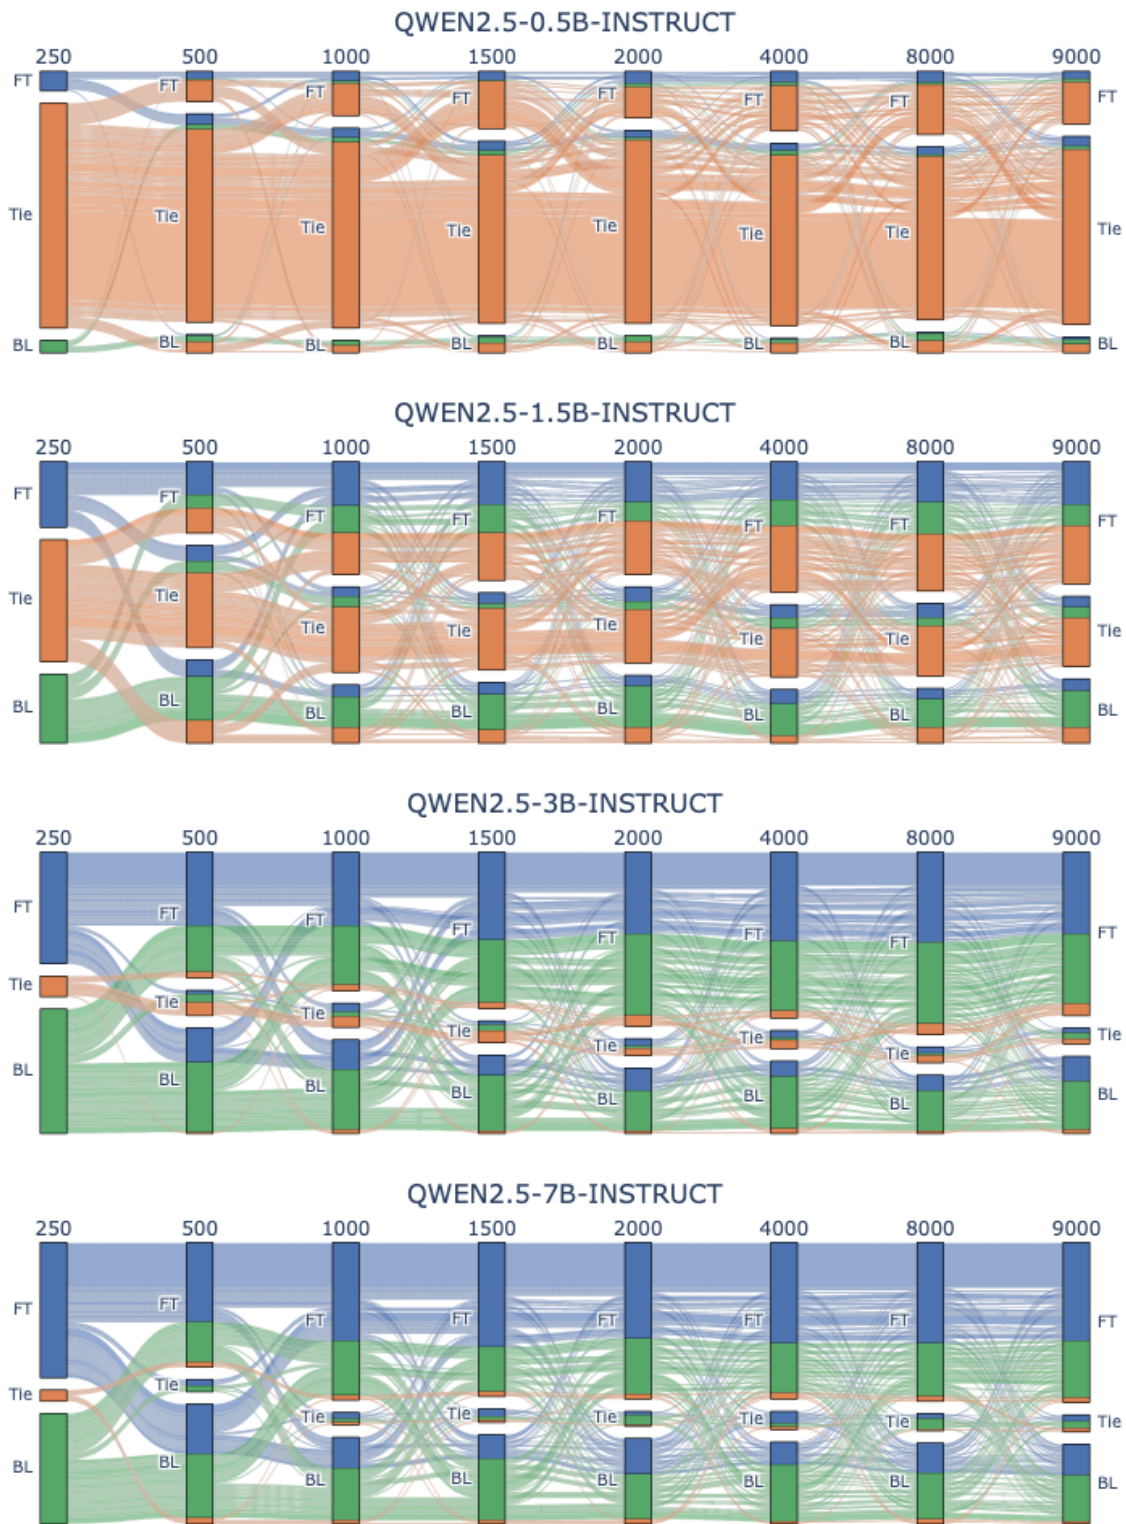 QWEN2.5-0.5B-INSTRUCT
250 500 1000 1500 2000 4000 8000 9000
FT FT FT FT FT FT FT FT
Tie Tie Tie Tie Tie Tie Tie Tie
BL BL BL BL BL BL BL BL
QWEN2.5-1.5B-INSTRUCT
250 500 1000 1500 2000 4000 8000 9000
FT FT FT FT FT FT FT FT
Tie Tie Tie Tie Tie Tie Tie Tie
BL BL BL BL BL BL BL BL
QWEN2.5-3B-INSTRUCT
250 500 1000 1500 2000 4000 8000 9000
FT FT FT FT FT FT FT FT
Tie Tie Tie Tie Tie Tie Tie Tie
BL BL BL BL BL BL BL BL
QWEN2.5-7B-INSTRUCT
250 500 1000 1500 2000 4000 8000 9000
FT FT FT FT FT FT FT FT
Tie Tie Tie Tie Tie Tie Tie Tie
BL BL BL BL BL BL BL BL